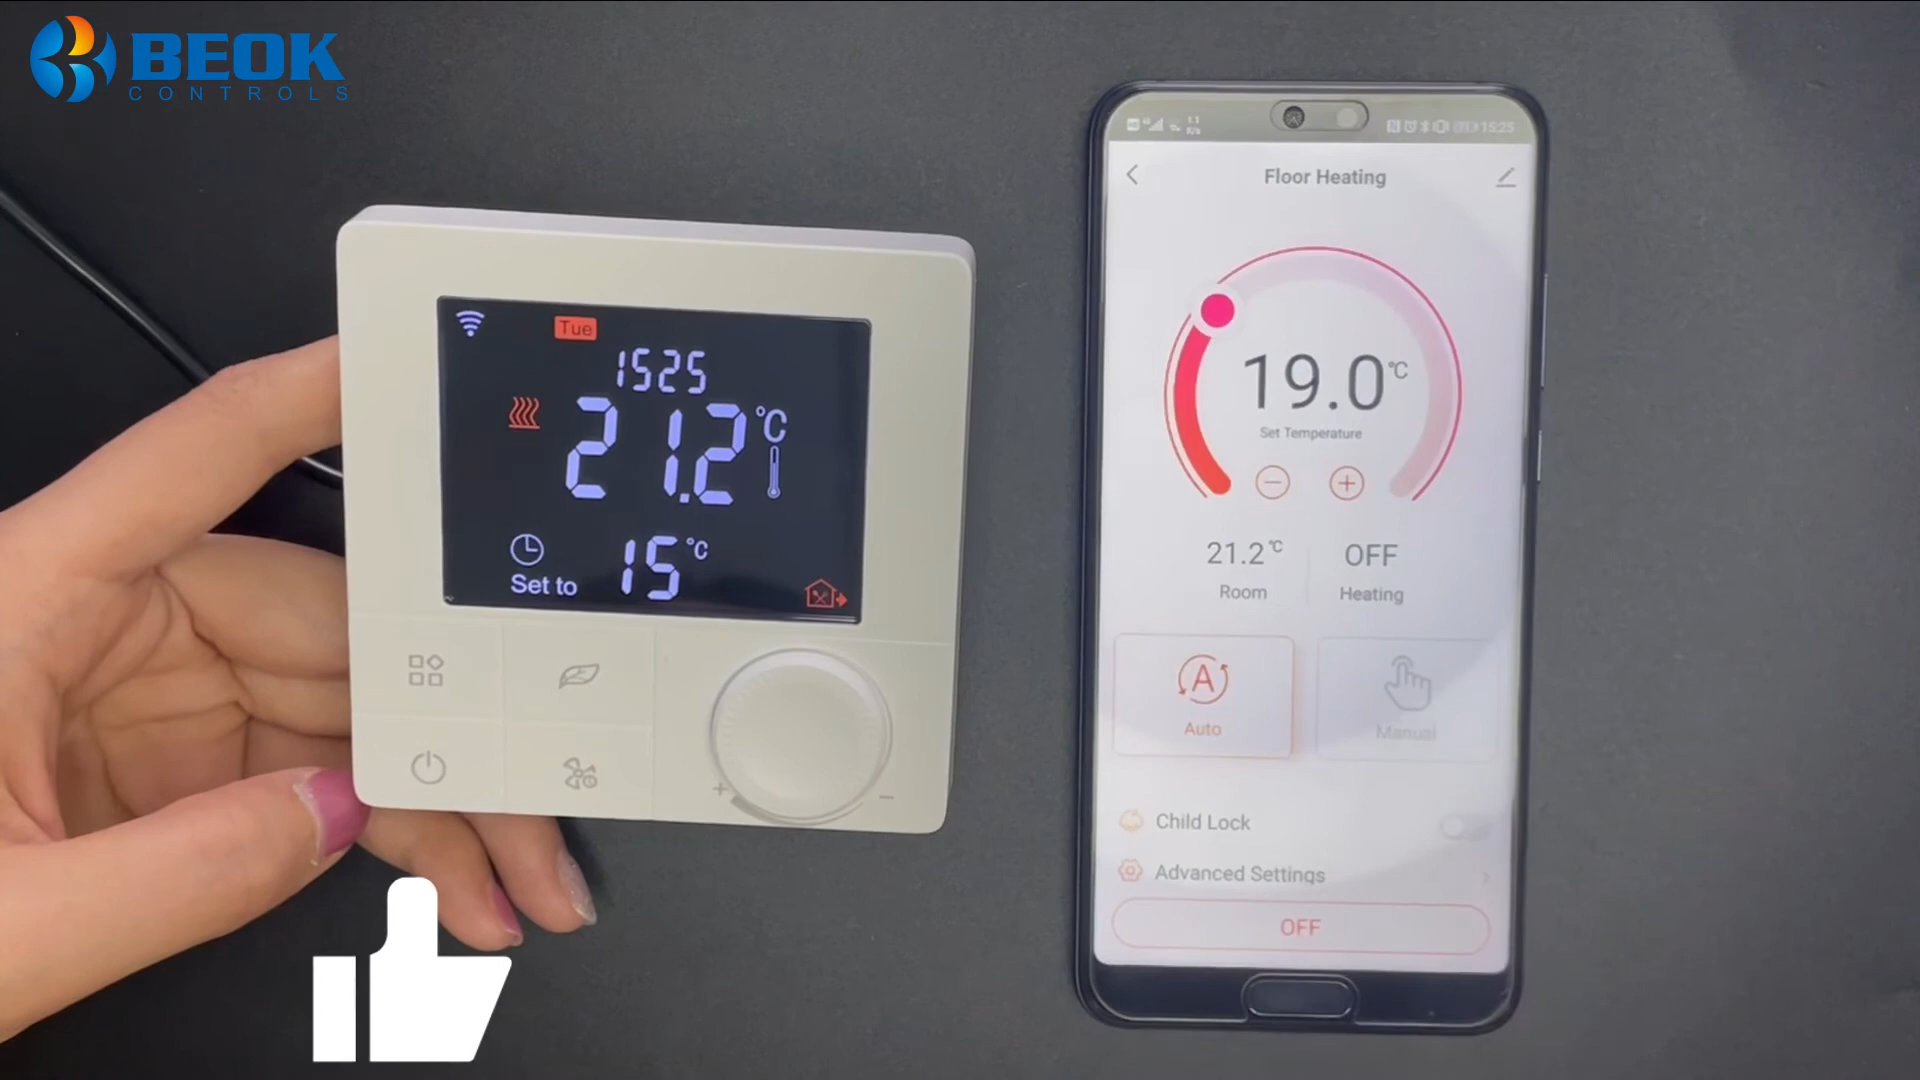 BEOK
CONTROLS
Tue
1525
21.2°C
Set to 15°C
15:25
Floor Heating
19.0°C
Set Temperature
21.2°C OFF
Room Heating
A
Auto Manual
Child Lock
Advanced Settings
OFF